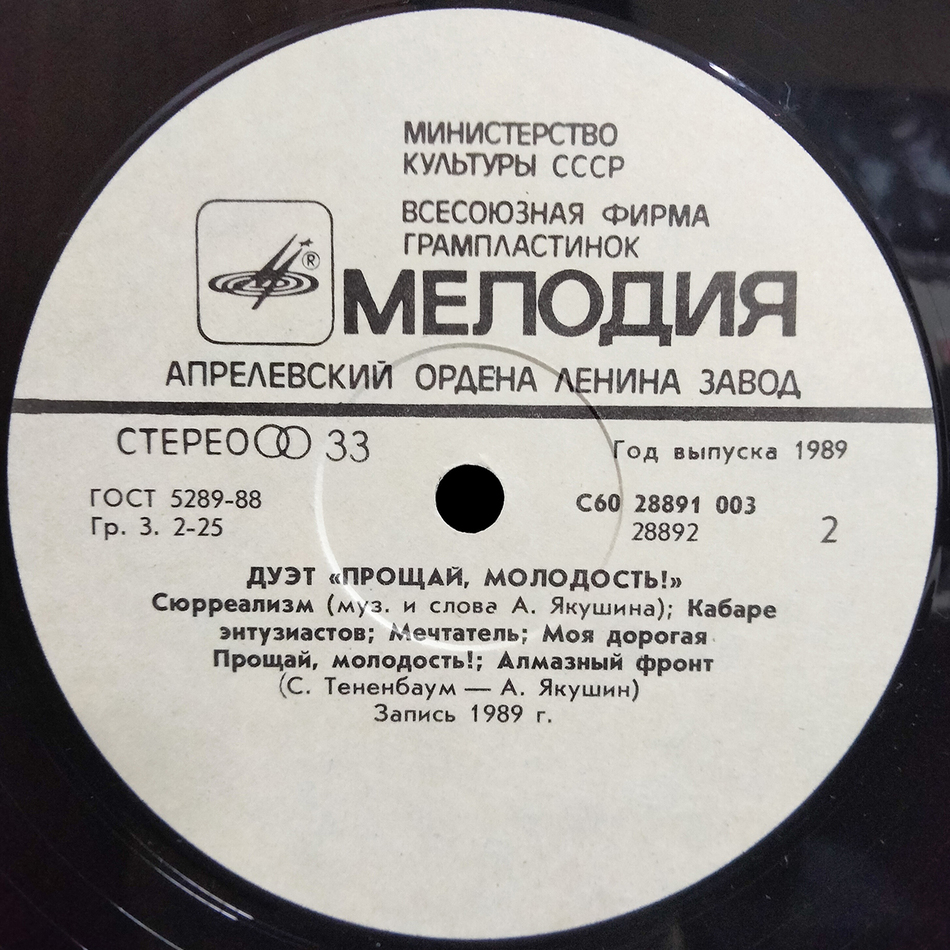 МИНИСТЕРСТВО
КУЛЬТУРЫ СССР
ВСЕСОЮЗНАЯ ФИРМА
ГРАМПЛАСТИНОК
®
МЕЛОДИЯ
АПРЕЛЕВСКИЙ ОРДЕНА ЛЕНИНА ЗАВОД
СТЕРЕО 33
Год выпуска 1989
ГОСТ 5289-88
С60 28891 003
Гр. 3. 2-25
28892
2
ДУЭТ «ПРОЩАЙ, МОЛОДОСТЬ!»
Сюрреализм (муз. и слова А. Якушина); Кабаре
энтузиастов; Мечтатель; Моя дорогая
Прощай, молодость!; Алмазный фронт
(С. Тененбаум — А. Якушин)
Запись 1989 г.